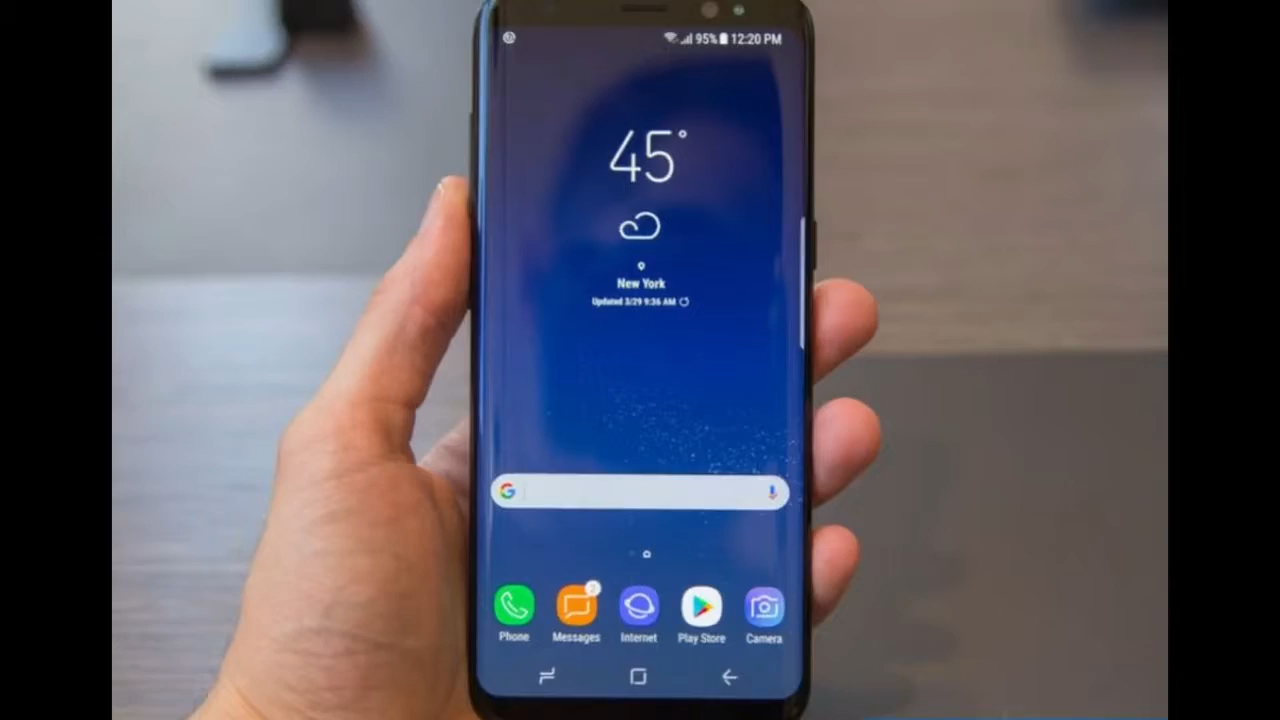 95% 12:20 PM
45°
New York
Updated 3/29 9:36 AM
G
2
Phone Messages Internet Play Store Camera